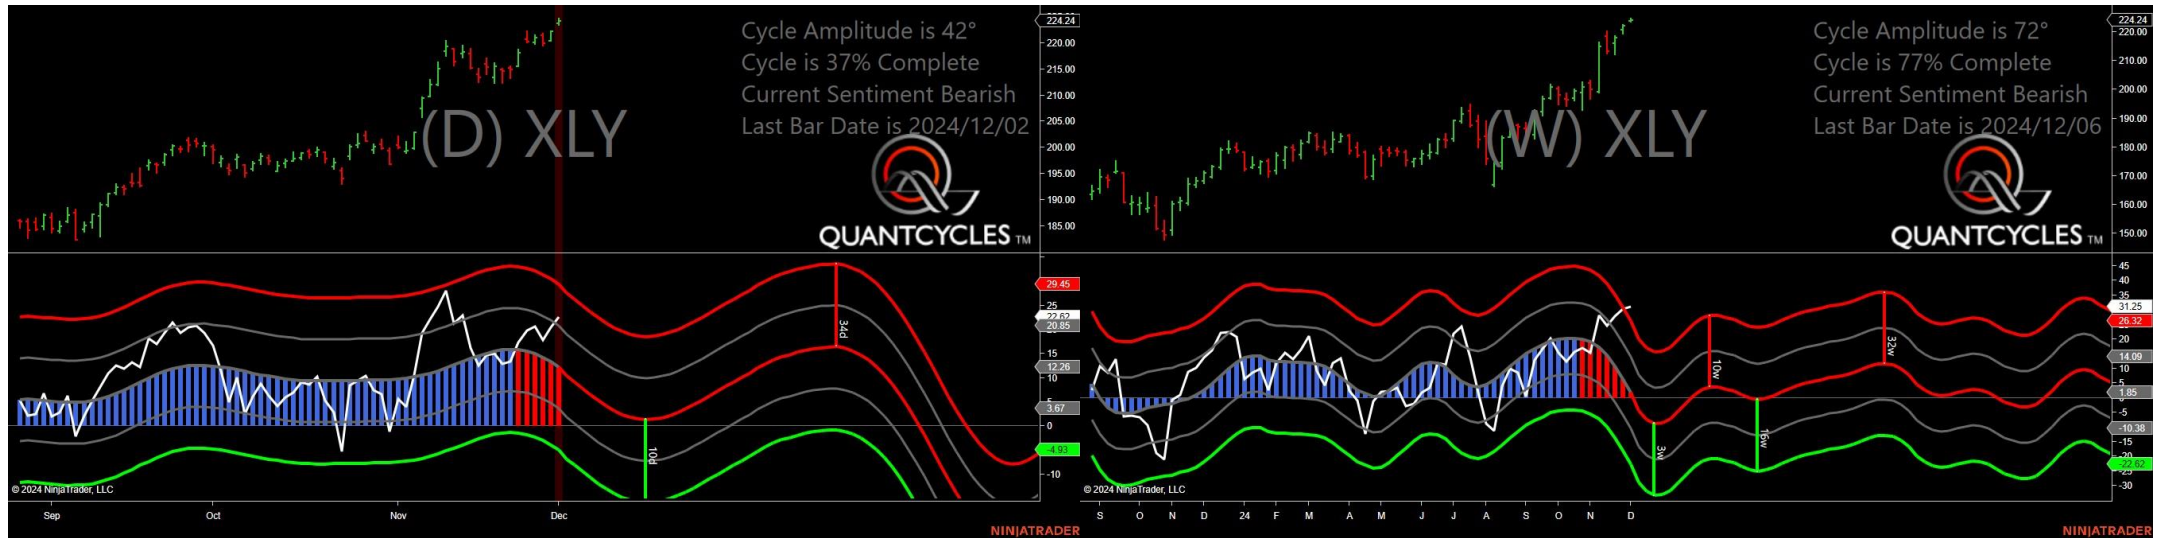 Cycle Amplitude is 42°
Cycle is 37% Complete
Current Sentiment Bearish
Last Bar Date is 2024/12/02
(D) XLY
QUANTCYCLES TM
224.24
220.00
215.00
210.00
205.00
200.00
195.00
190.00
185.00
29.45
25
22.62
20.85
15
12.26
10
3.67
0
-4.93
-10
34d
10d
© 2024 NinjaTrader, LLC
Sep
Oct
Nov
Dec
NINJATRADER
Cycle Amplitude is 72°
Cycle is 77% Complete
Current Sentiment Bearish
Last Bar Date is 2024/12/06
(W) XLY
QUANTCYCLES TM
224.24
220.00
210.00
200.00
190.00
180.00
170.00
160.00
150.00
45
40
35
31.25
26.32
20
14.09
10
5
1.85
-5
-10.38
-15
-20
-22.62
-30
10w
32w
3w
16w
© 2024 NinjaTrader, LLC
S
O
N
D
24
F
M
A
M
J
J
A
S
O
N
D
NINJATRADER